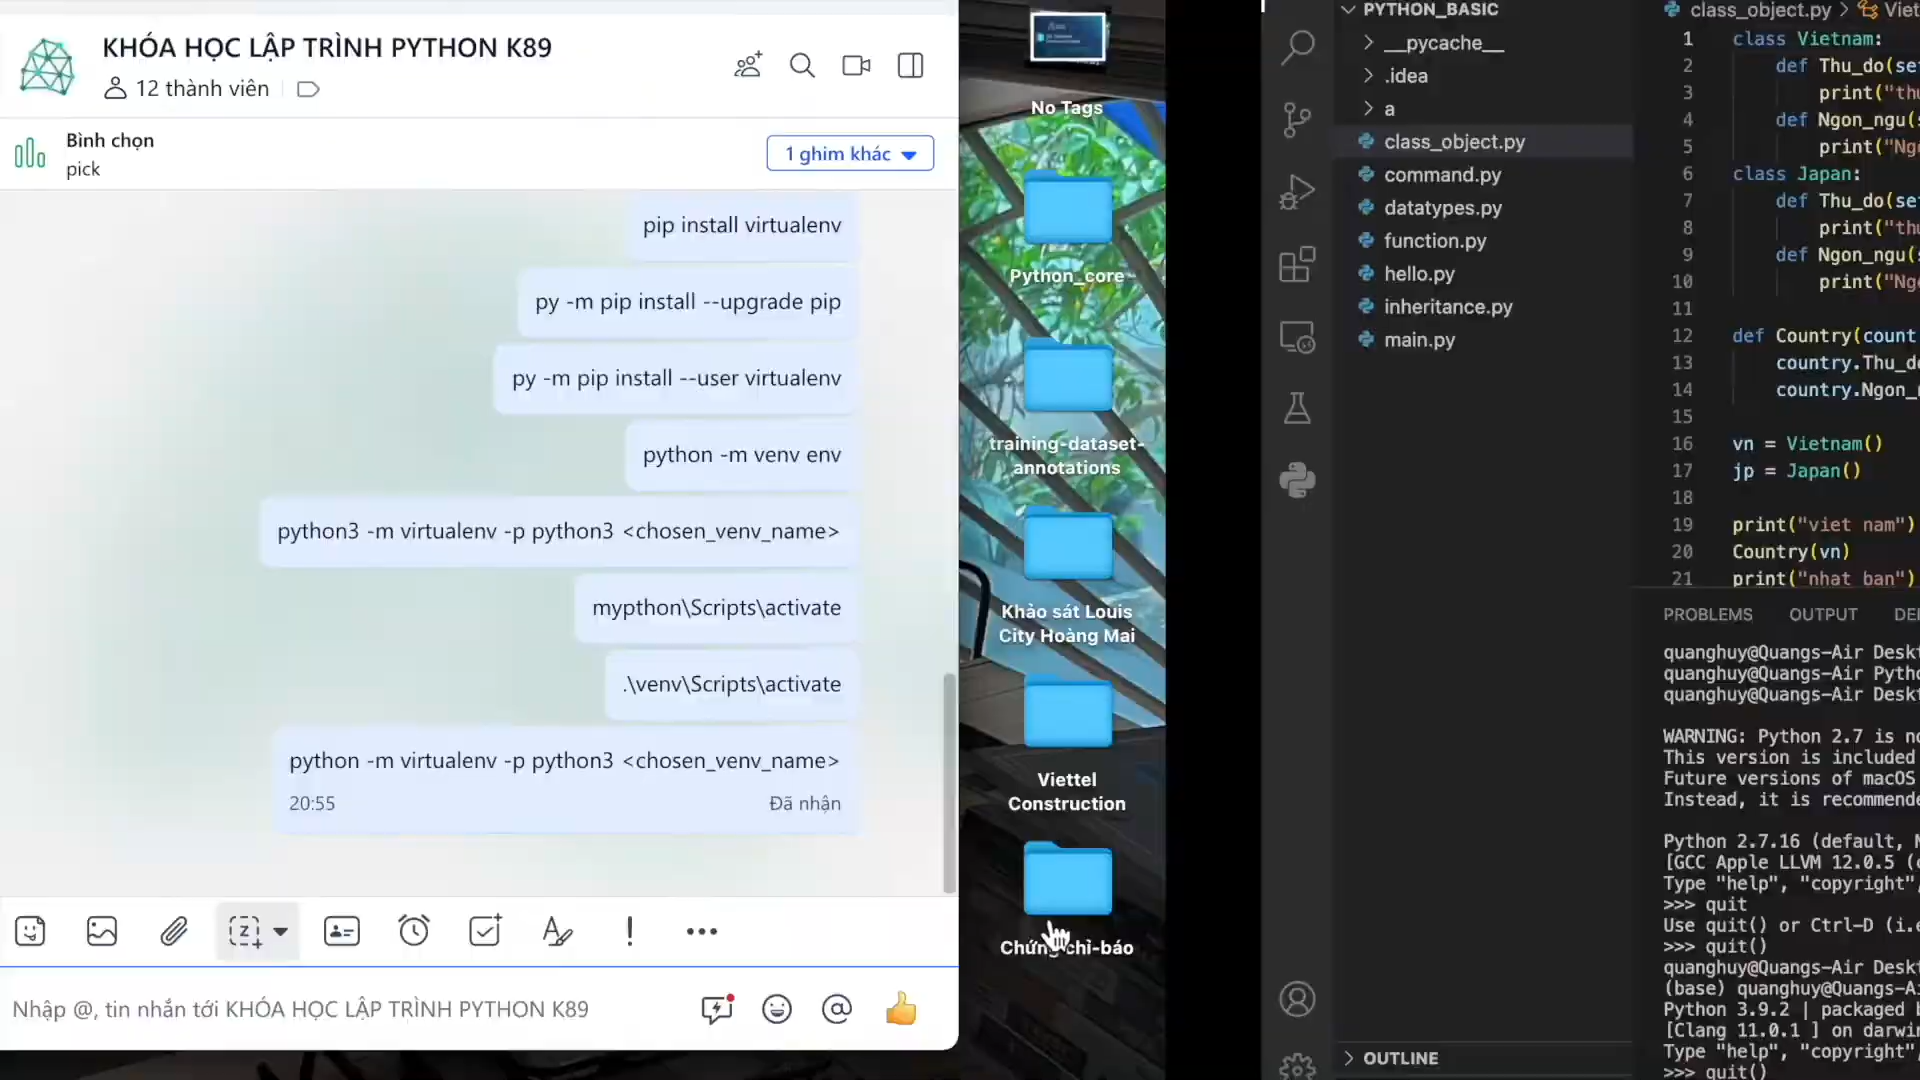 KHÓA HỌC LẬP TRÌNH PYTHON K89
12 thành viên
Bình chọn
pick
1 ghim khác
pip install virtualenv
py -m pip install --upgrade pip
py -m pip install --user virtualenv
python -m venv env
python3 -m virtualenv -p python3 <chosen_venv_name>
mypthon\Scripts\activate
.\venv\Scripts\activate
python -m virtualenv -p python3 <chosen_venv_name>
20:55
Đã nhận
Nhập @, tin nhắn tới KHÓA HỌC LẬP TRÌNH PYTHON K89
No Tags
Python_core
training-dataset-
annotations
Khảo sát Louis
City Hoàng Mai
Viettel
Construction
Chứng chỉ-báo
PYTHON_BASIC
__pycache__
.idea
a
class_object.py
command.py
datatypes.py
function.py
hello.py
inheritance.py
main.py
OUTLINE
class_object.py > Viet
1 class Vietnam:
2 def Thu_do(se
3 print("thu
4 def Ngon_ngu(s
5 print("Ng
6 class Japan:
7 def Thu_do(se
8 print("thu
9 def Ngon_ngu(s
10 print("Ng
11
12 def Country(count
13 country.Thu_d
14 country.Ngon_
15
16 vn = Vietnam()
17 jp = Japan()
18
19 print("viet nam")
20 Country(vn)
21 print("nhat ban")
PROBLEMS OUTPUT DE
quanghuy@Quangs-Air Deskt
quanghuy@Quangs-Air Pytho
quanghuy@Quangs-Air Deskt
WARNING: Python 2.7 is no
This version is included
Future versions of macOS
Instead, it is recommende
Python 2.7.16 (default, M
[GCC Apple LLVM 12.0.5 (
Type "help", "copyright",
>>> quit
Use quit() or Ctrl-D (i.e
>>> quit()
quanghuy@Quangs-Air Deskt
(base) quanghuy@Quangs-Ai
Python 3.9.2 | packaged b
[Clang 11.0.1 ] on darwin
Type "help", "copyright",
>>> quit()